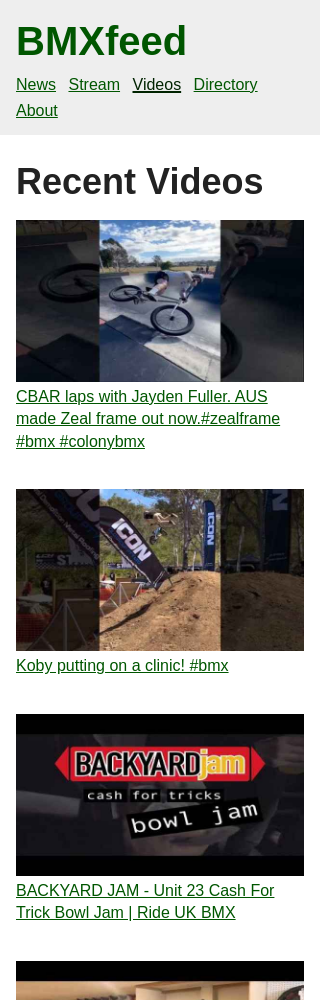 BMXfeed
News Stream Videos Directory
About
Recent Videos
CBAR laps with Jayden Fuller. AUS
made Zeal frame out now.#zealframe
#bmx #colonybmx
ICON
ICON
Koby putting on a clinic! #bmx
BACKYARD jam
cash for tricks
bowl jam
BACKYARD JAM - Unit 23 Cash For
Trick Bowl Jam | Ride UK BMX